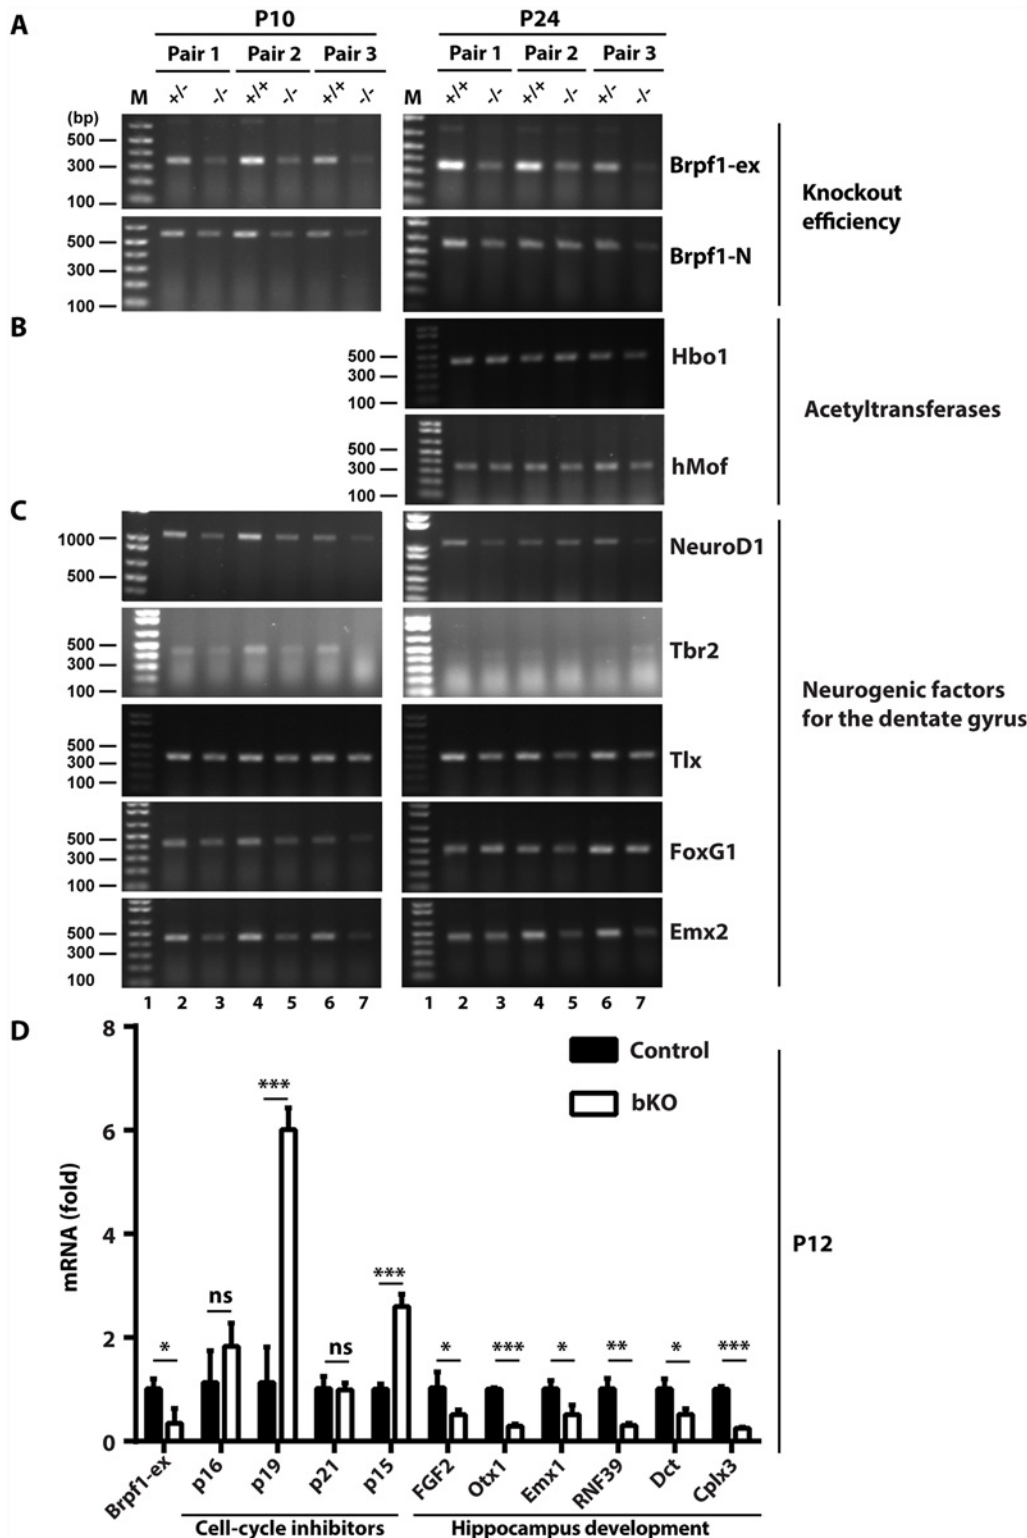 A
P10
P24
Pair 1 Pair 2 Pair 3
Pair 1 Pair 2 Pair 3
M +/- -/- +/+ -/- +/+ -/-
M +/+ -/- +/+ -/- +/- -/-
(bp)
500
300
100
Brpf1-ex
500
300
100
Brpf1-N
Knockout
efficiency
B
500
300
100
Hbo1
500
300
100
hMof
Acetyltransferases
C
1000
500
NeuroD1
500
300
100
Tbr2
500
300
100
Tlx
500
300
100
FoxG1
500
300
100
Emx2
Neurogenic factors
for the dentate gyrus
1 2 3 4 5 6 7
1 2 3 4 5 6 7
D
8
6
4
2
0
mRNA (fold)
Control
bKO
* ns *** ns *** * *** * ** * ***
P12
Brpf1-ex p16 p19 p21 p15 FGF2 Otx1 Emx1 RNF39 Dct Cplx3
Cell-cycle inhibitors
Hippocampus development